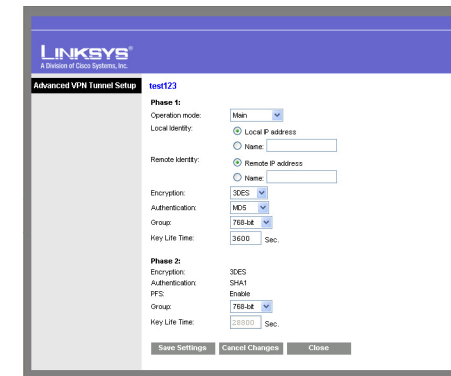 LINKSYS®
A Division of Cisco Systems, Inc.
Advanced VPN Tunnel Setup
test123
Phase 1:
Operation mode: Main
Local Identity: Local IP address
Name:
Remote Identity: Remote IP address
Name:
Encryption: 3DES
Authentication: MD5
Group: 768-bit
Key Life Time: 3600 Sec.
Phase 2:
Encryption: 3DES
Authentication: SHA1
PFS: Enable
Group: 768-bit
Key Life Time: 28800 Sec.
Save Settings Cancel Changes Close